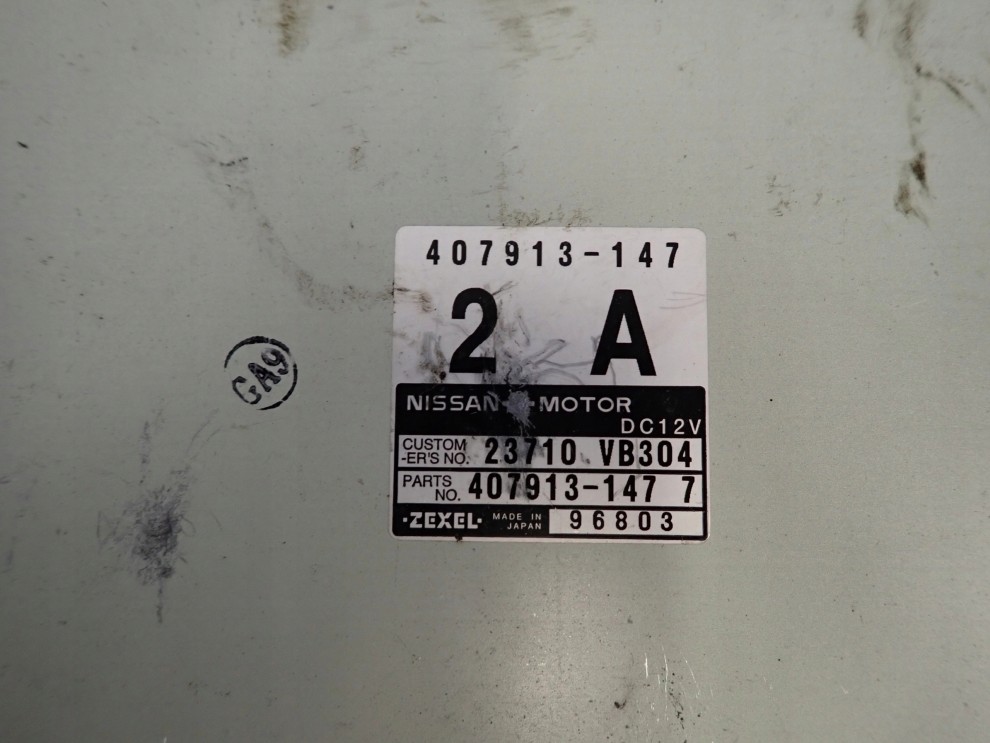 407913-147
2 A
NISSAN MOTOR
DC12V
CUSTOM
-ER'S NO. 23710 VB304
PARTS
NO. 407913-147 7
·ZEXEL· MADE IN
JAPAN 96803
GA9